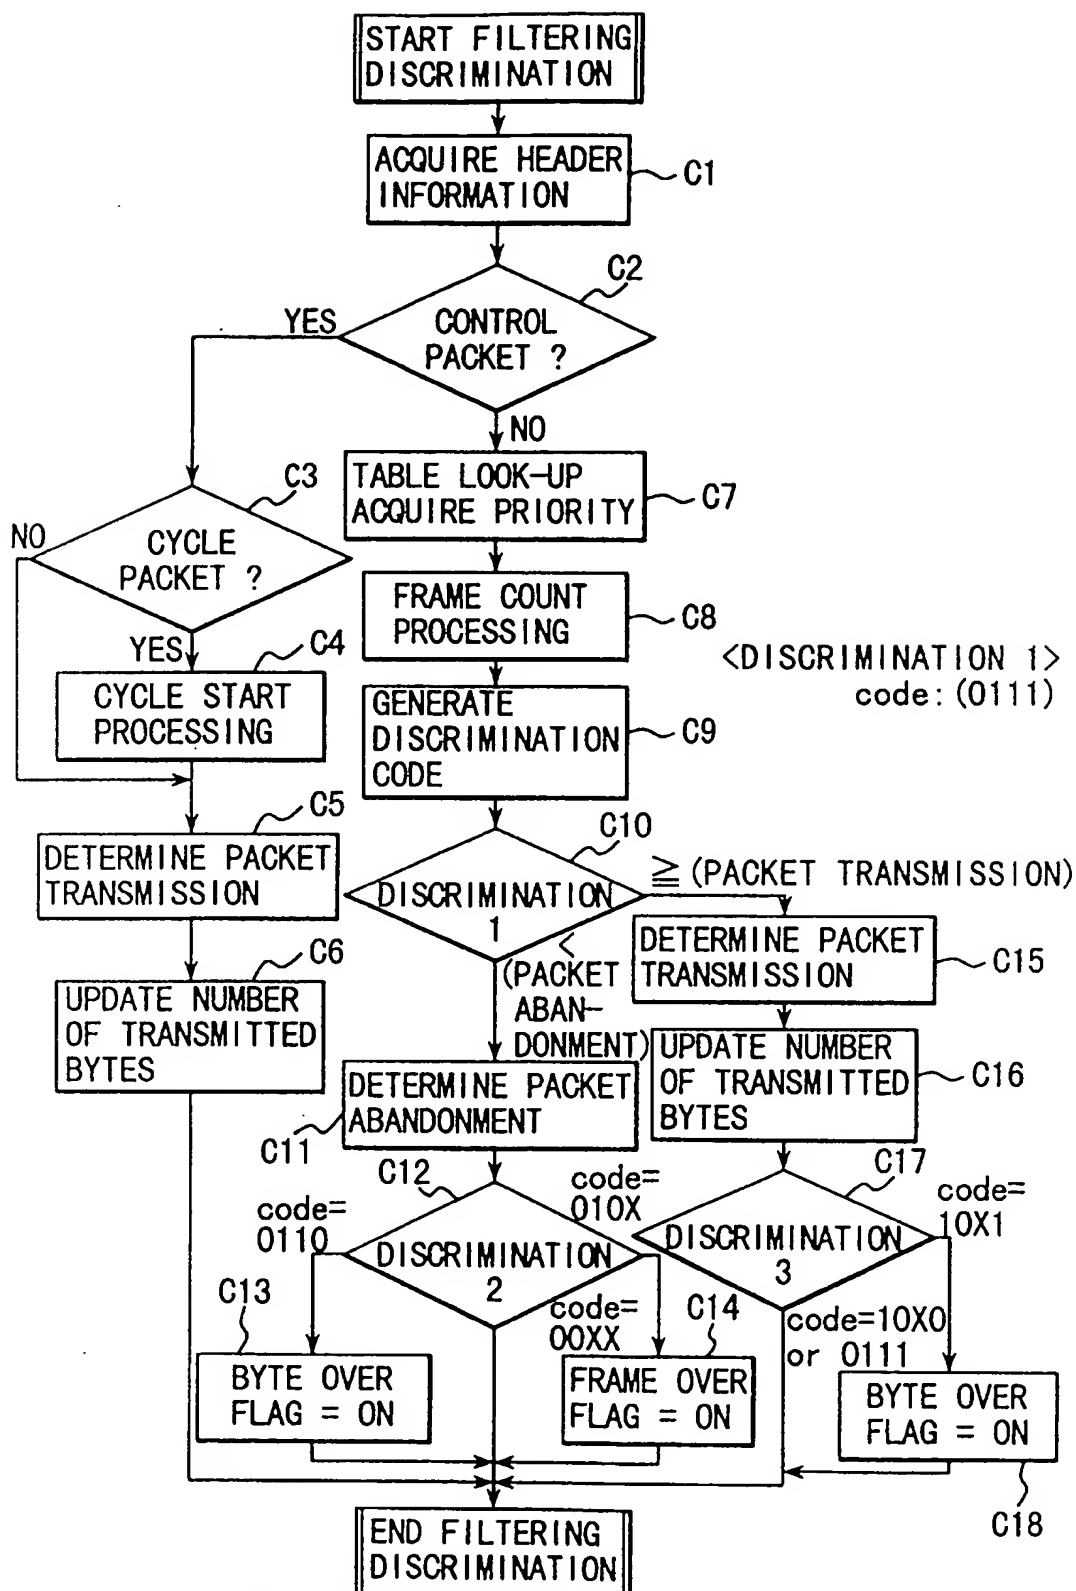 START FILTERING
DISCRIMINATION
ACQUIRE HEADER
INFORMATION
C1
C2
YES
CONTROL
PACKET ?
NO
C3
TABLE LOOK-UP
ACQUIRE PRIORITY
C7
NO
CYCLE
PACKET ?
FRAME COUNT
PROCESSING
C8
YES
C4
<DISCRIMINATION 1>
code:(0111)
CYCLE START
PROCESSING
GENERATE
DISCRIMINATION
CODE
C9
C5
C10
DETERMINE PACKET
TRANSMISSION
DISCRIMINATION
1
≧ (PACKET TRANSMISSION)
<
(PACKET
ABAN-
DONMENT)
DETERMINE PACKET
TRANSMISSION
C15
C6
UPDATE NUMBER
OF TRANSMITTED
BYTES
UPDATE NUMBER
OF TRANSMITTED
BYTES
C16
DETERMINE PACKET
ABANDONMENT
C11
C12
C17
code=
0110
code=
010X
code=
10X1
DISCRIMINATION
2
DISCRIMINATION
3
C13
code=
00XX
C14
code=10X0
or 0111
BYTE OVER
FLAG = ON
FRAME OVER
FLAG = ON
BYTE OVER
FLAG = ON
C18
END FILTERING
DISCRIMINATION